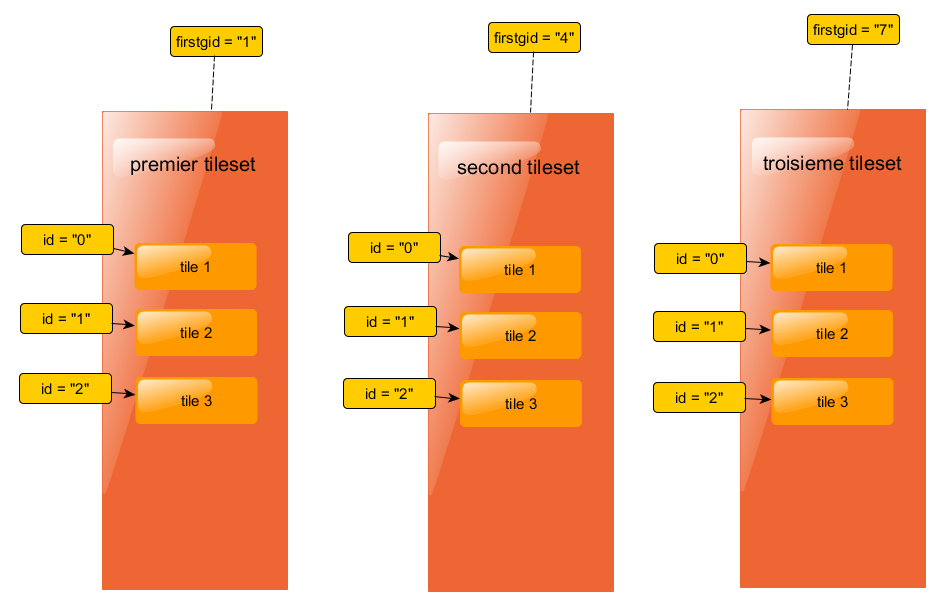 firstgid = "1"
premier tileset
id = "0"
tile 1
id = "1"
tile 2
id = "2"
tile 3
firstgid = "4"
second tileset
id = "0"
tile 1
id = "1"
tile 2
id = "2"
tile 3
firstgid = "7"
troisieme tileset
id = "0"
tile 1
id = "1"
tile 2
id = "2"
tile 3